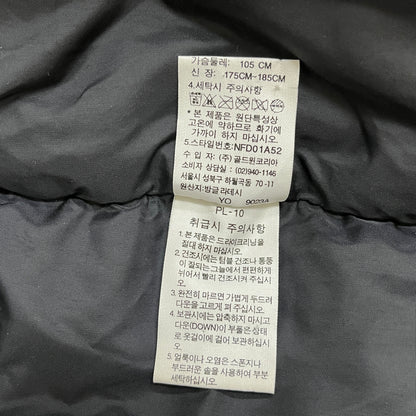 가슴둘레: 105 CM
신 장: 175CM~185CM
4.세탁시 주의사항
* 본 제품은 원단특성상
고온에 약하므로 화기에
가까이 하지 마십시오.
5.스타일번호:NFD01A52
수 입 자 : (주) 골드윈코리아
소비자 상담실 : (02)940-1146
서울시 성북구 하월곡동 70-11
원산지:방글라데시
YO 9023A
PL-10
취급시 주의사항
1.본 제품은 드라이크리닝을
절대 하지 마십시오.
2.건조시에는 텀블 건조나 통풍
이 잘되는그늘에서 편편하게
뉘어서 빨리 건조시켜 주십시
오.
3.완전히 마르면 가볍게 두드려
다운을 고르게 펴 주십시오.
4.보관시에는 압축하지 마시고
다운(DOWN)이 부풀은상태
로 옷걸이에 걸어 보관하십시
오.
5.얼룩이나 오염은 스폰지나
부드러운 솔을 사용하여 부분
세탁하십시오.